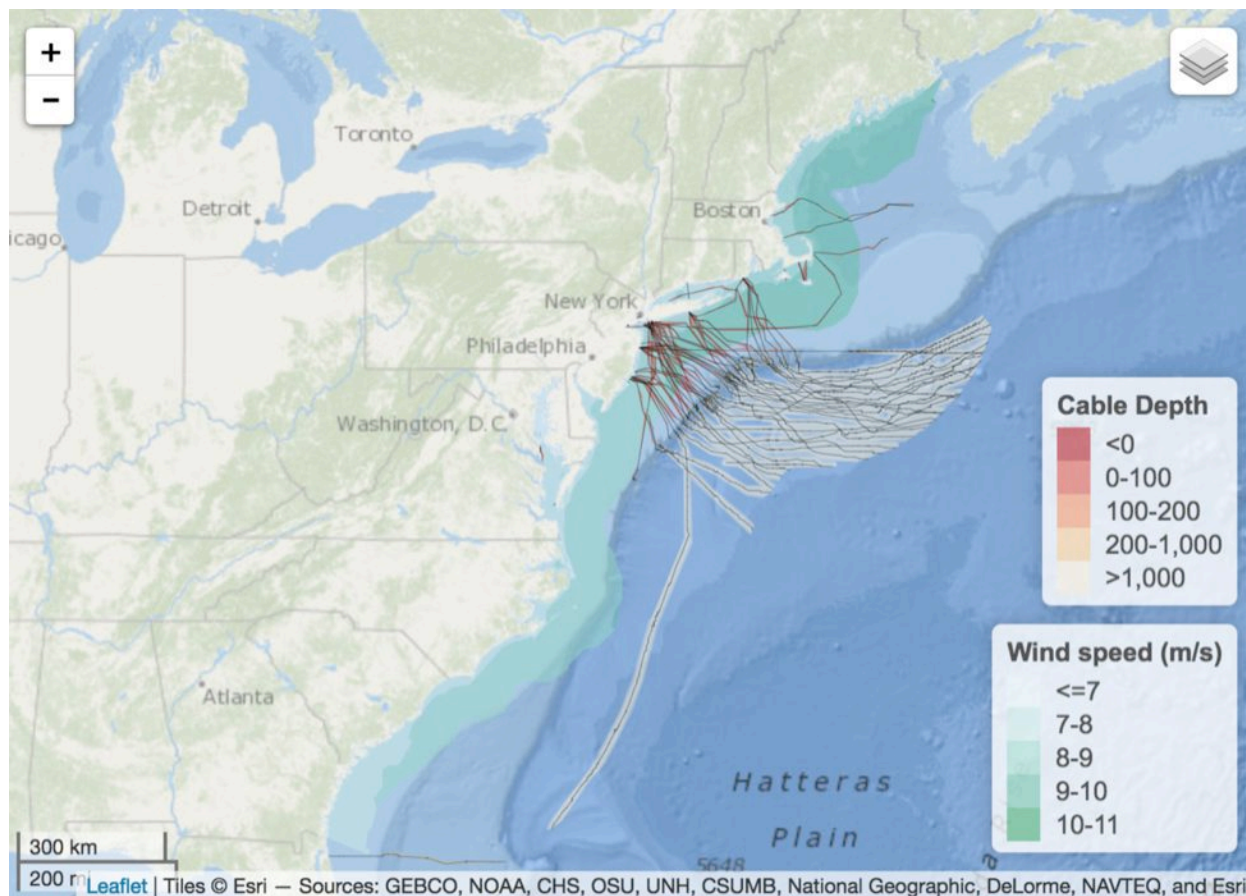 +
−
Toronto
Detroit
icago
Boston
New York
Philadelphia
Washington, D.C.
Atlanta
Cable Depth
<0
0-100
100-200
200-1,000
>1,000
Wind speed (m/s)
<=7
7-8
8-9
9-10
10-11
Hatteras
Plain
5648
300 km
200 mi
Leaflet | Tiles © Esri — Sources: GEBCO, NOAA, CHS, OSU, UNH, CSUMB, National Geographic, DeLorme, NAVTEQ, and Esri